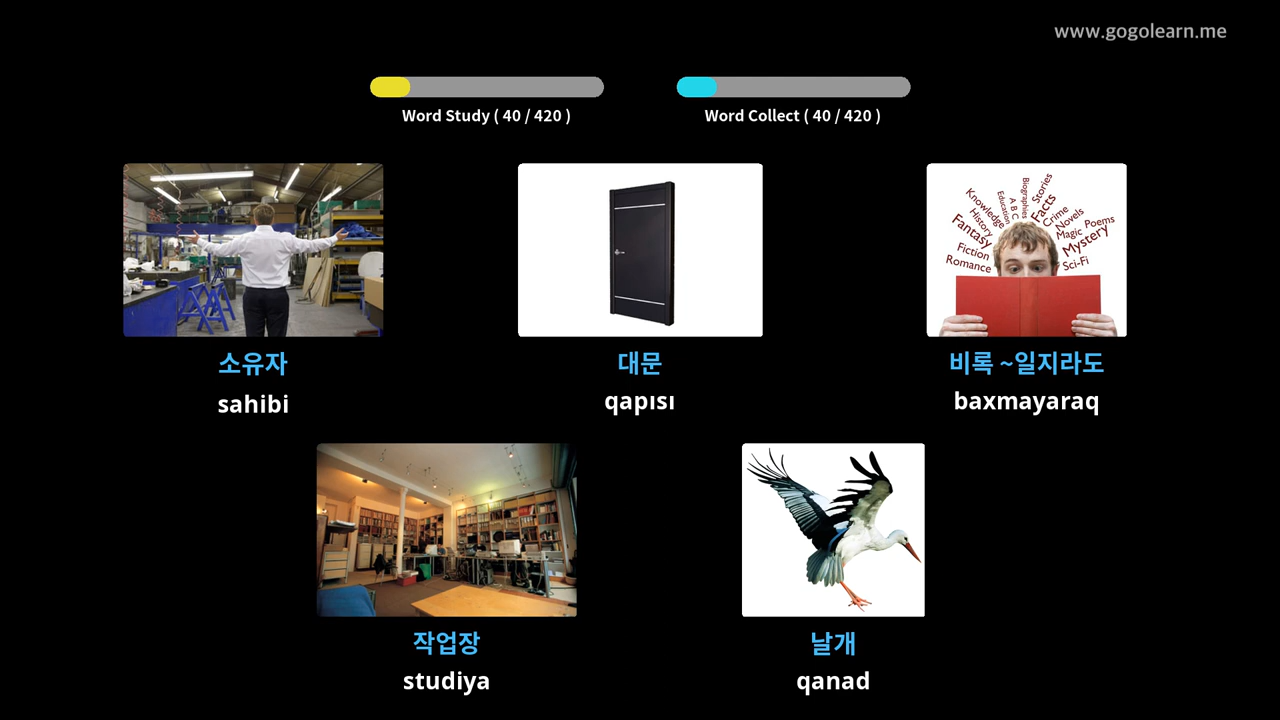 www.gogolearn.me
Word Study ( 40 / 420 )
Word Collect ( 40 / 420 )
Stories
Biographies
Facts
A B C
Education
Crime
Knowledge
Novels
History
Poems
Magic
Fantasy
Mystery
Fiction
Sci-Fi
Romance
소유자
sahibi
대문
qapısı
비록 ~일지라도
baxmayaraq
작업장
studiya
날개
qanad